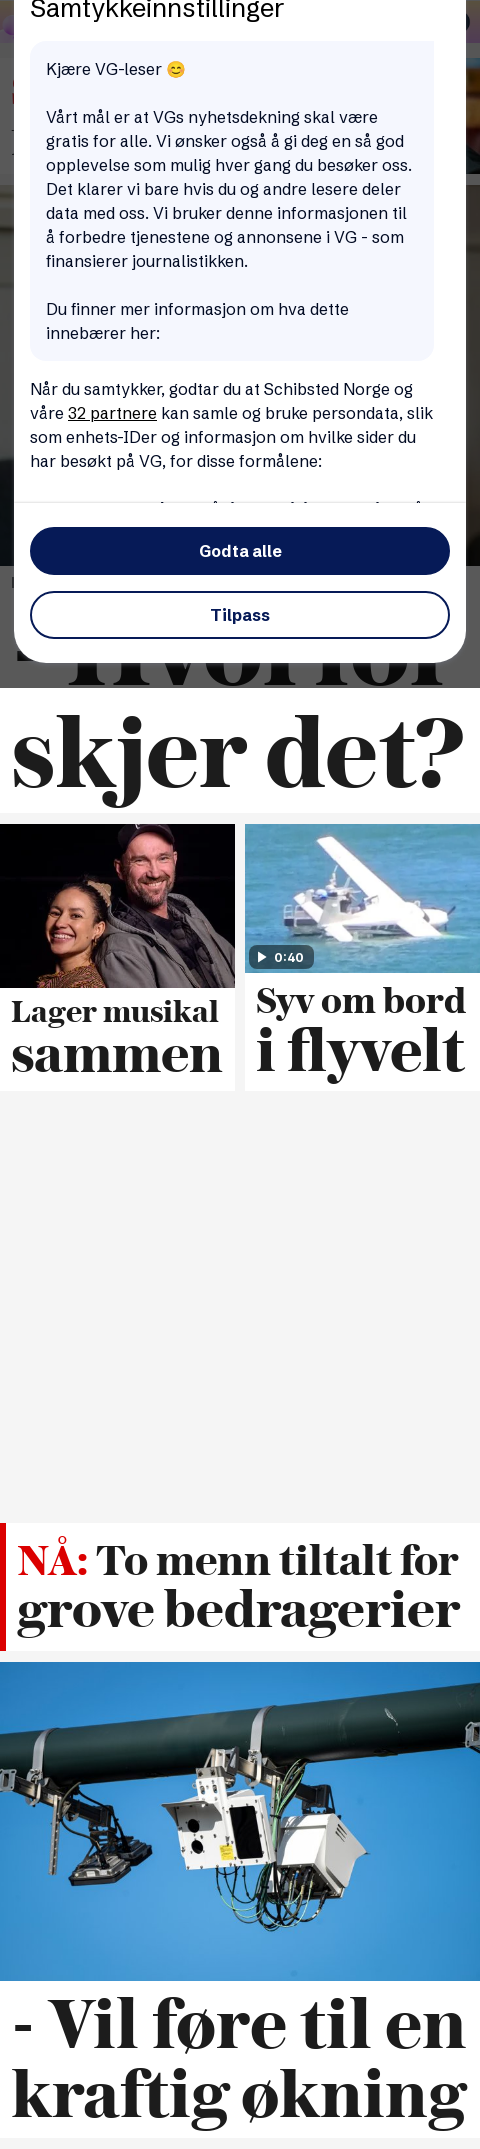 Samtykkeinnstillinger
Kjære VG-leser 😊
Vårt mål er at VGs nyhetsdekning skal være
gratis for alle. Vi ønsker også å gi deg en så god
opplevelse som mulig hver gang du besøker oss.
Det klarer vi bare hvis du og andre lesere deler
data med oss. Vi bruker denne informasjonen til
å forbedre tjenestene og annonsene i VG - som
finansierer journalistikken.
Du finner mer informasjon om hva dette
innebærer her:
Når du samtykker, godtar du at Schibsted Norge og
våre 32 partnere kan samle og bruke persondata, slik
som enhets-IDer og informasjon om hvilke sider du
har besøkt på VG, for disse formålene:
Godta alle
Tilpass
- Hvorfor
skjer det?
Lager musikal
sammen
0:40
Syv om bord
i flyvelt
NÅ: To menn tiltalt for
grove bedragerier
- Vil føre til en
kraftig økning